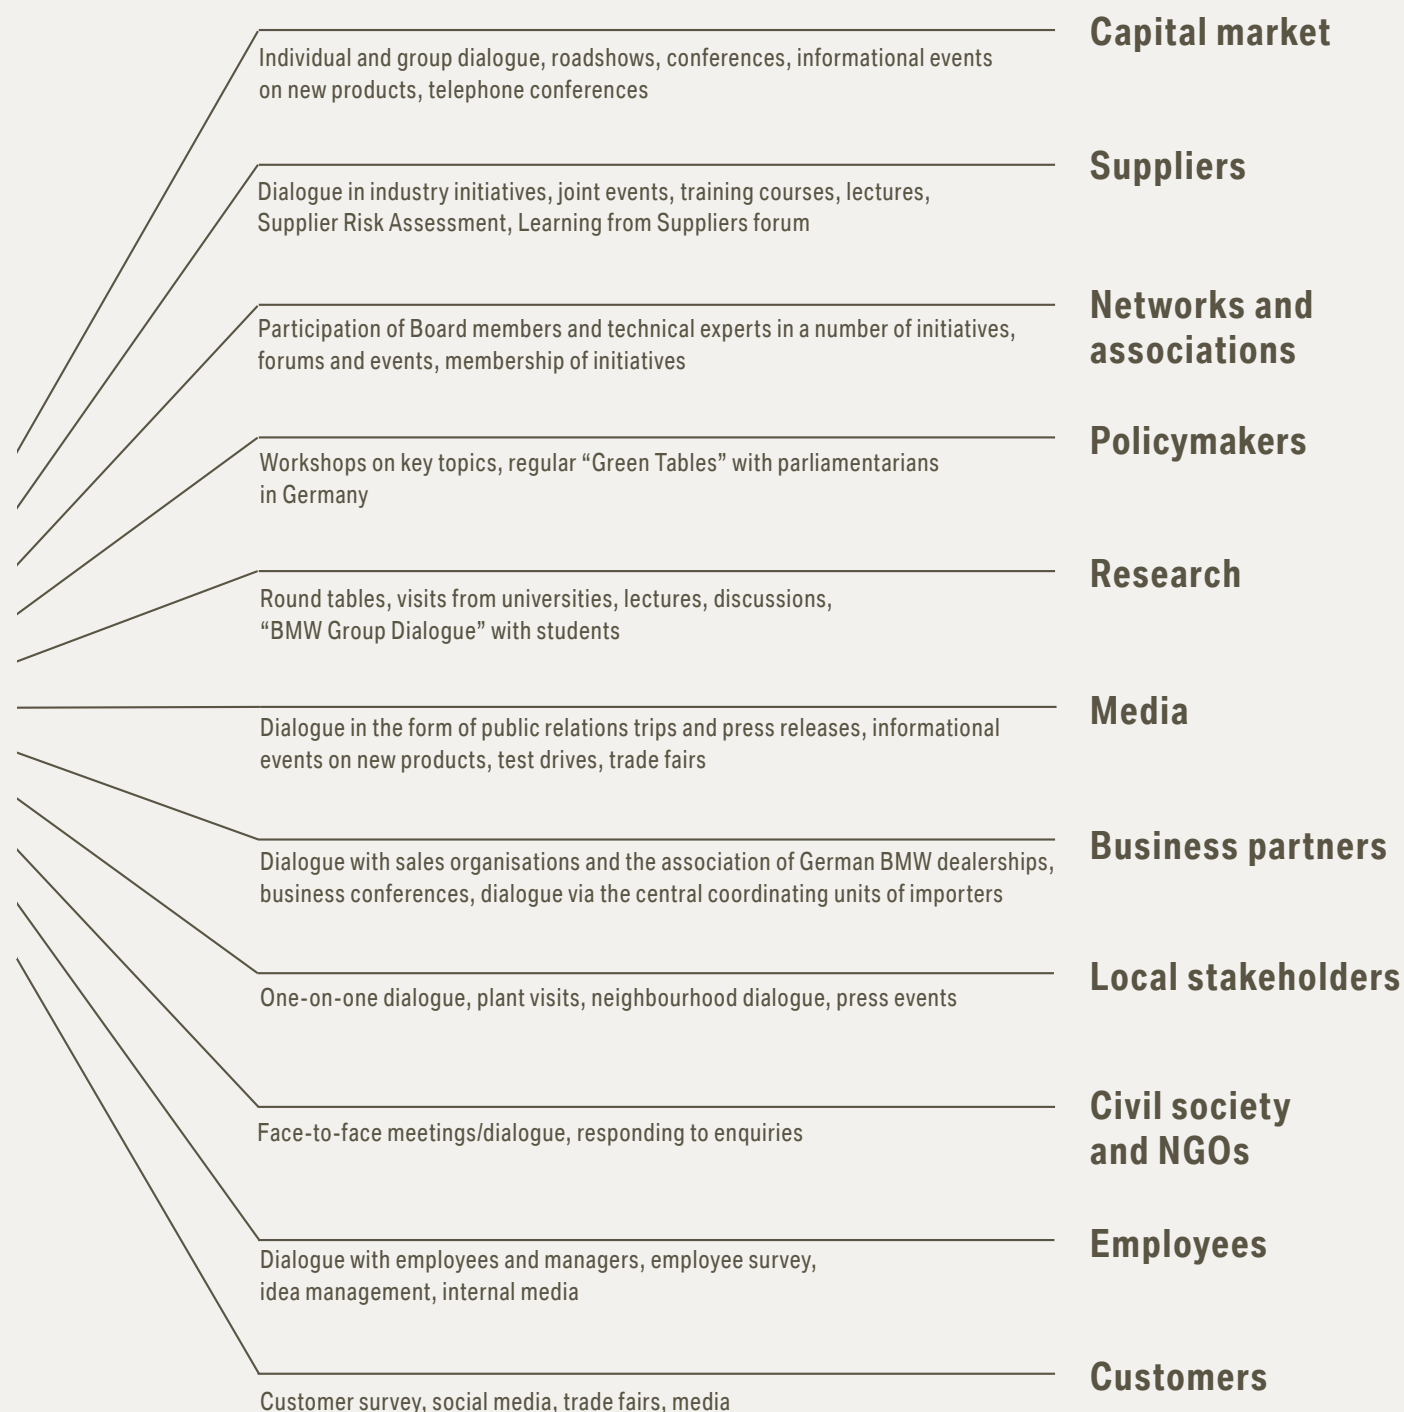 Capital market
Individual and group dialogue, roadshows, conferences, informational events
on new products, telephone conferences
Suppliers
Dialogue in industry initiatives, joint events, training courses, lectures,
Supplier Risk Assessment, Learning from Suppliers forum
Networks and
associations
Participation of Board members and technical experts in a number of initiatives,
forums and events, membership of initiatives
Policymakers
Workshops on key topics, regular “Green Tables” with parliamentarians
in Germany
Research
Round tables, visits from universities, lectures, discussions,
“BMW Group Dialogue” with students
Media
Dialogue in the form of public relations trips and press releases, informational
events on new products, test drives, trade fairs
Business partners
Dialogue with sales organisations and the association of German BMW dealerships,
business conferences, dialogue via the central coordinating units of importers
Local stakeholders
One-on-one dialogue, plant visits, neighbourhood dialogue, press events
Civil society
and NGOs
Face-to-face meetings/dialogue, responding to enquiries
Employees
Dialogue with employees and managers, employee survey,
idea management, internal media
Customers
Customer survey, social media, trade fairs, media